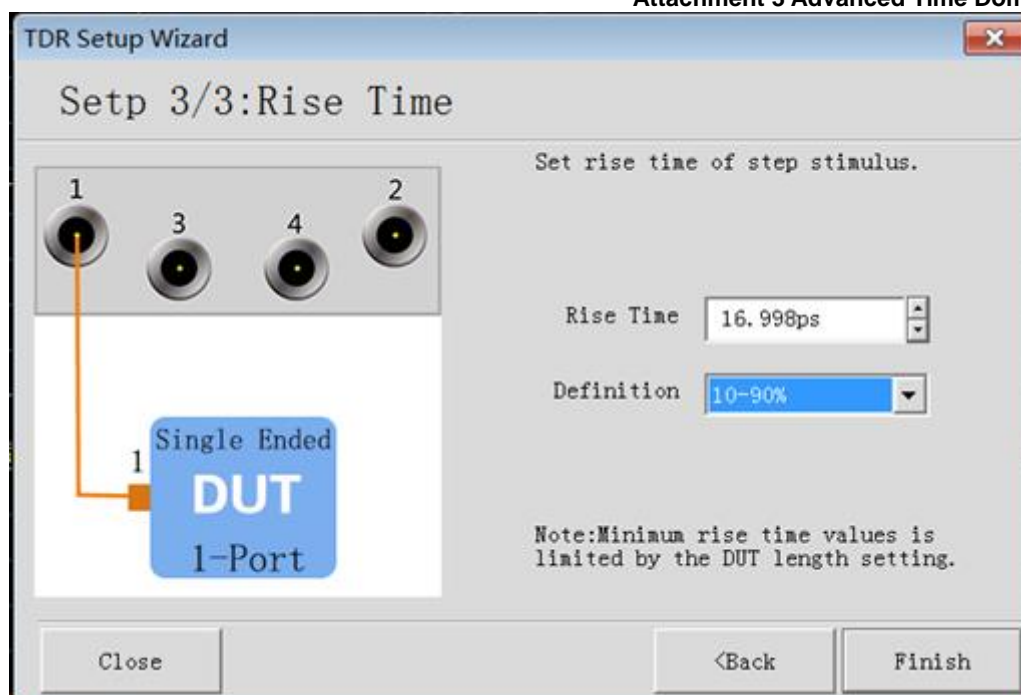 Attachment 3 Advanced Time Dom
TDR Setup Wizard
Setp 3/3:Rise Time
Set rise time of step stimulus.
1
2
3
4
Rise Time
16.998ps
Definition
10-90%
Single Ended
1
DUT
1-Port
Note:Minimum rise time values is
limited by the DUT length setting.
Close
<Back
Finish